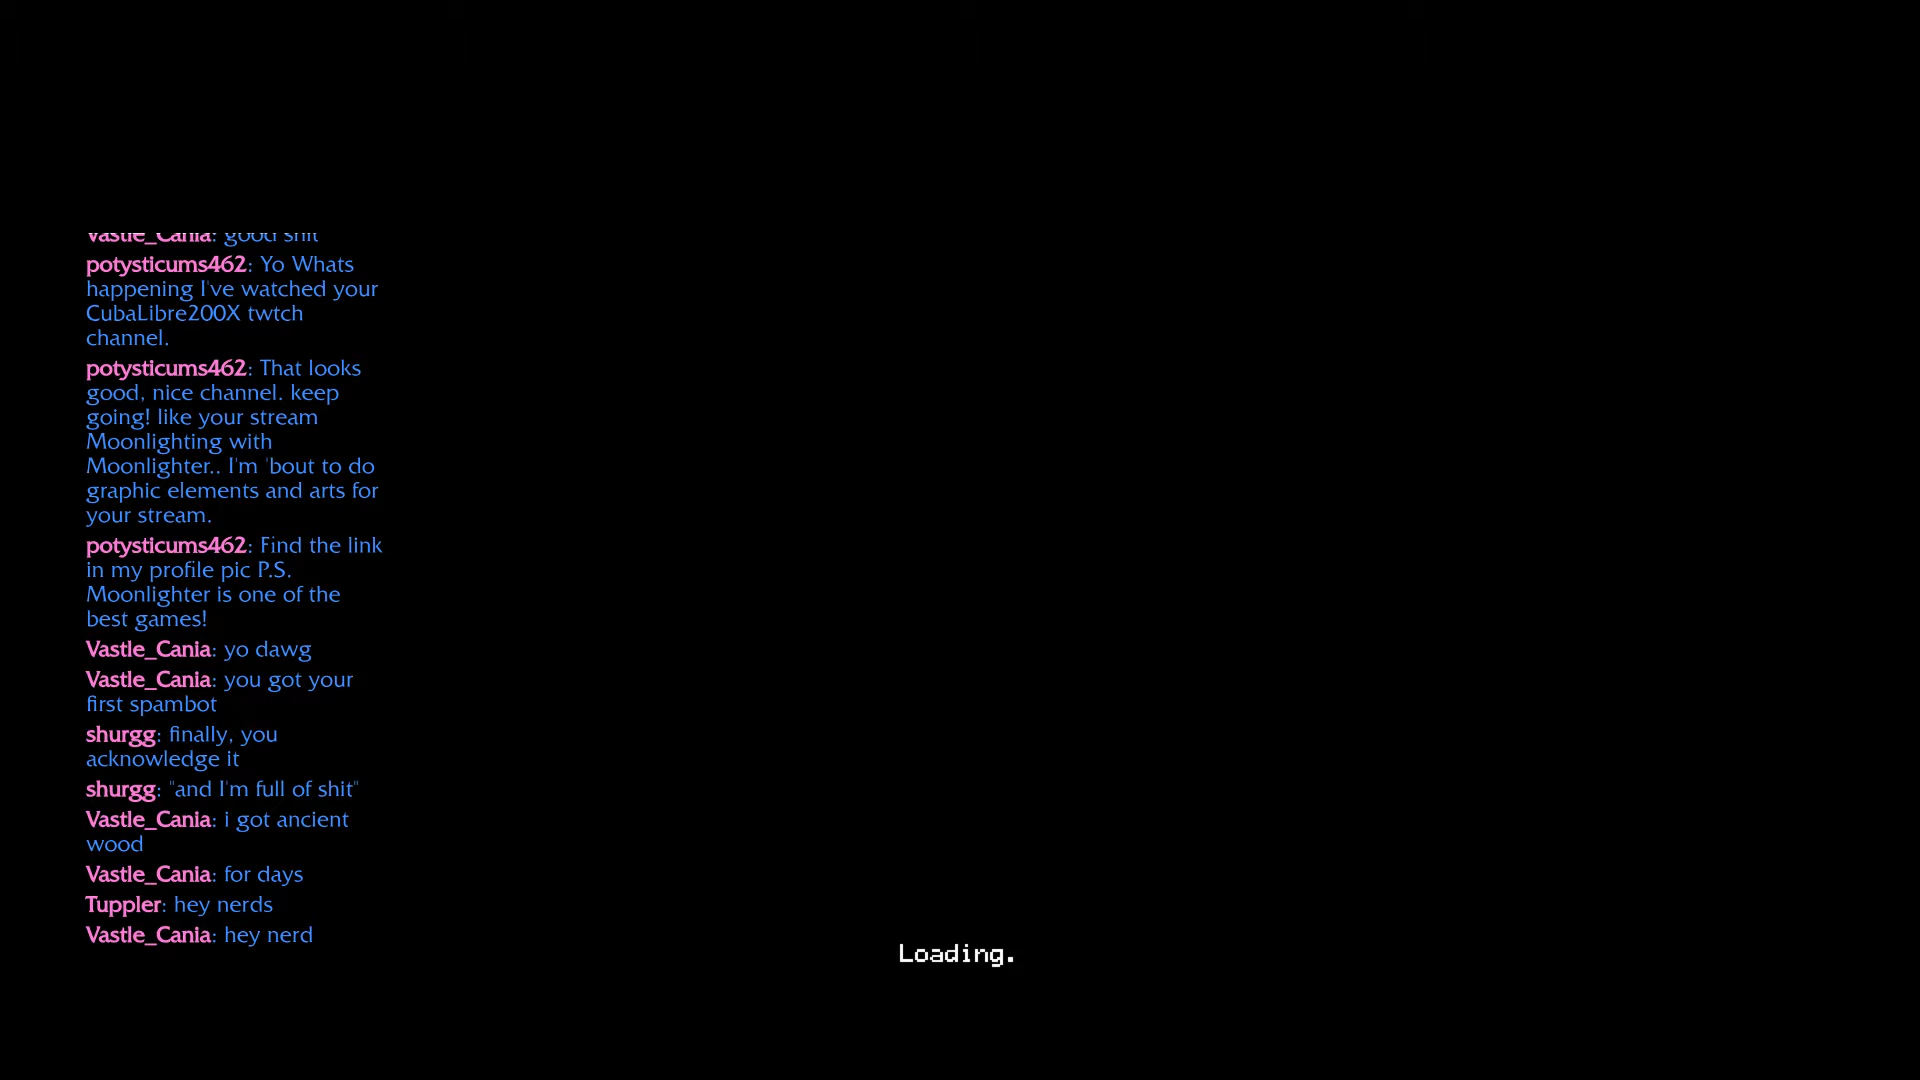 Vastle_Cania: good shit
potysticums462: Yo Whats
happening I've watched your
CubaLibre200X twtch
channel.
potysticums462: That looks
good, nice channel. keep
going! like your stream
Moonlighting with
Moonlighter.. I'm 'bout to do
graphic elements and arts for
your stream.
potysticums462: Find the link
in my profile pic P.S.
Moonlighter is one of the
best games!
Vastle_Cania: yo dawg
Vastle_Cania: you got your
first spambot
shurgg: finally, you
acknowledge it
shurgg: "and I'm full of shit"
Vastle_Cania: i got ancient
wood
Vastle_Cania: for days
Tuppler: hey nerds
Vastle_Cania: hey nerd
Loading.